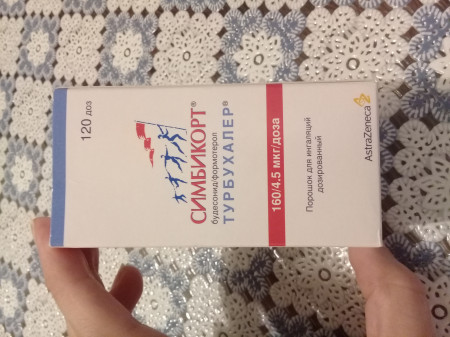 120 доз
СИМБИКОРТ®
будесонид/формотерол
ТУРБУХАЛЕР®
160/4.5 мкг/доза
Порошок для ингаляций
дозированный
AstraZeneca